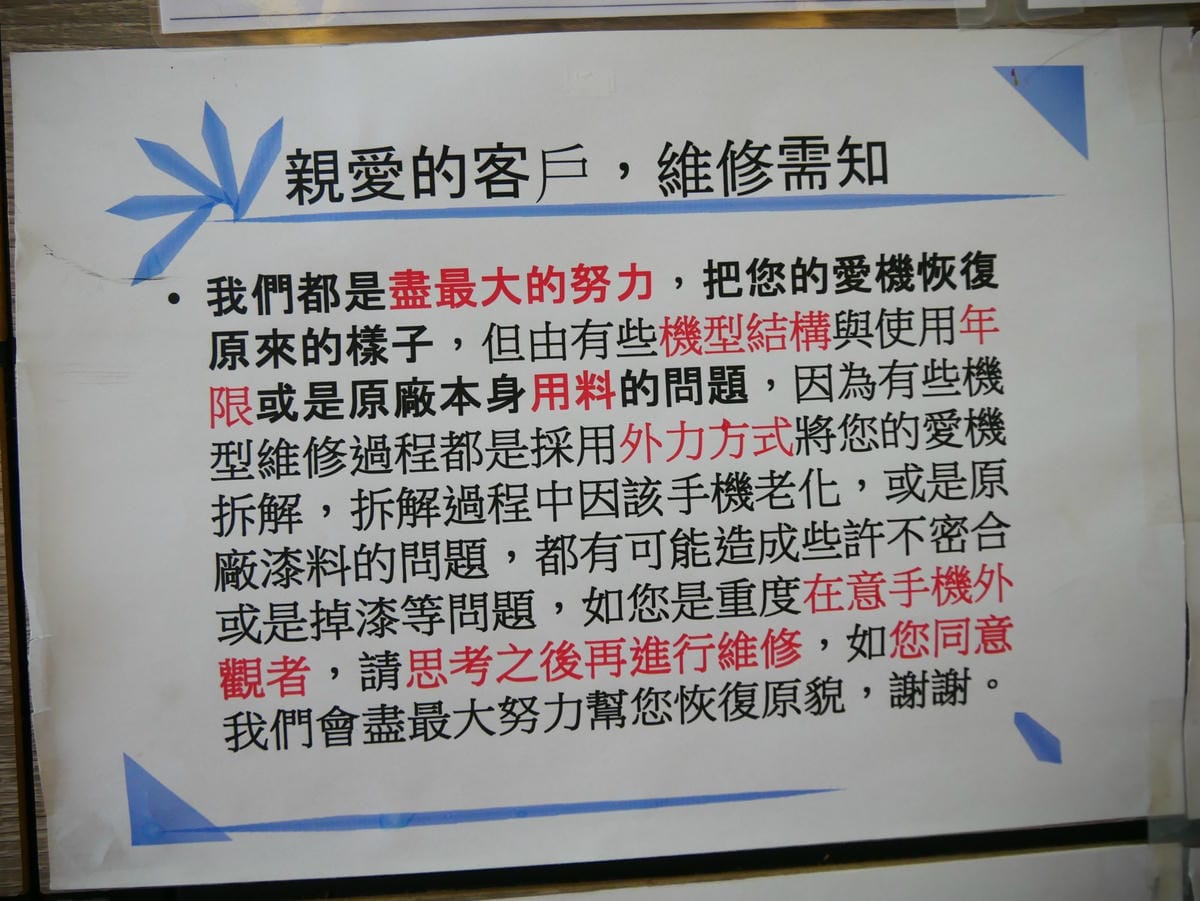 親愛的客戶，維修需知
• 我們都是盡最大的努力，把您的愛機恢復
原來的樣子，但由有些機型結構與使用年
限或是原廠本身用料的問題，因為有些機
型維修過程都是採用外力方式將您的愛機
拆解，拆解過程中因該手機老化，或是原
廠漆料的問題，都有可能造成些許不密合
或是掉漆等問題，如您是重度在意手機外
觀者，請思考之後再進行維修，如您同意
我們會盡最大努力幫您恢復原貌，謝謝。